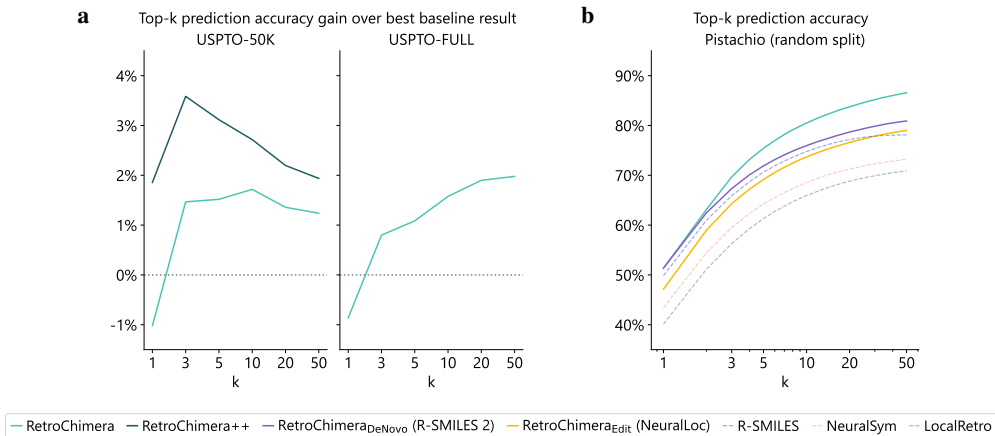 a
Top-k prediction accuracy gain over best baseline result
USPTO-50K
USPTO-FULL
4%
3%
2%
1%
0%
-1%
1 3 5 10 20 50
k
1 3 5 10 20 50
k
b
Top-k prediction accuracy
Pistachio (random split)
90%
80%
70%
60%
50%
40%
1 3 5 10 20 50
k
RetroChimera RetroChimera++ RetroChimera_DeNovo (R-SMILES 2) RetroChimera_Edit (NeuralLoc) R-SMILES NeuralSym LocalRetro